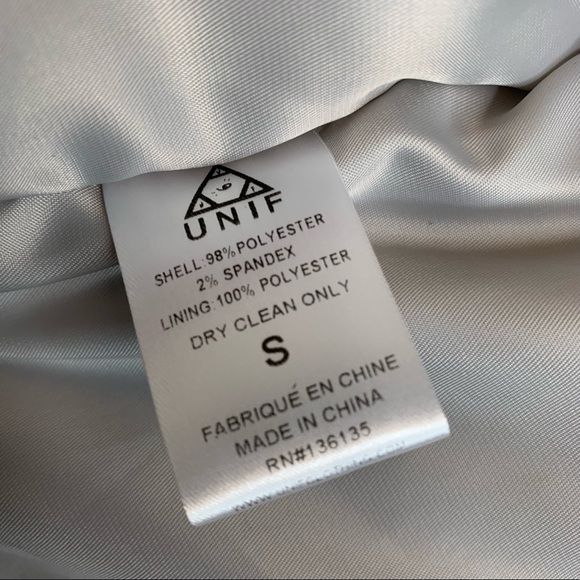 UNIF
SHELL:98%POLYESTER
2% SPANDEX
LINING:100% POLYESTER
DRY CLEAN ONLY
S
FABRIQUÉ EN CHINE
MADE IN CHINA
RN#136135